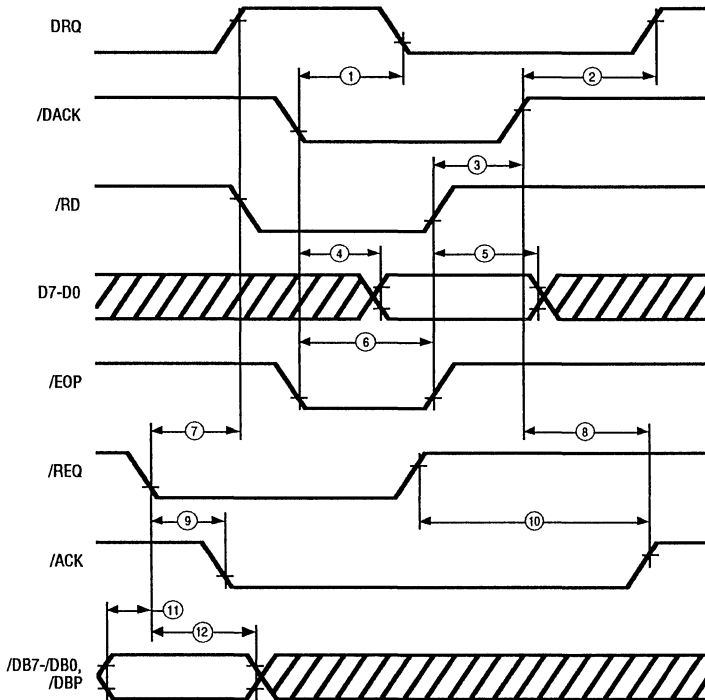 DRQ
1
2
/DACK
3
/RD
4
5
D7-D0
6
/EOP
7
8
/REQ
9
10
/ACK
11
12
/DB7-/DB0,
/DBP